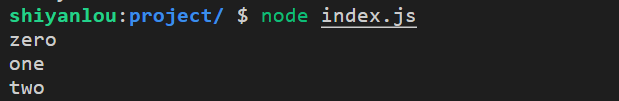 shiyanlou:project/ $ node index.js
zero
one
two